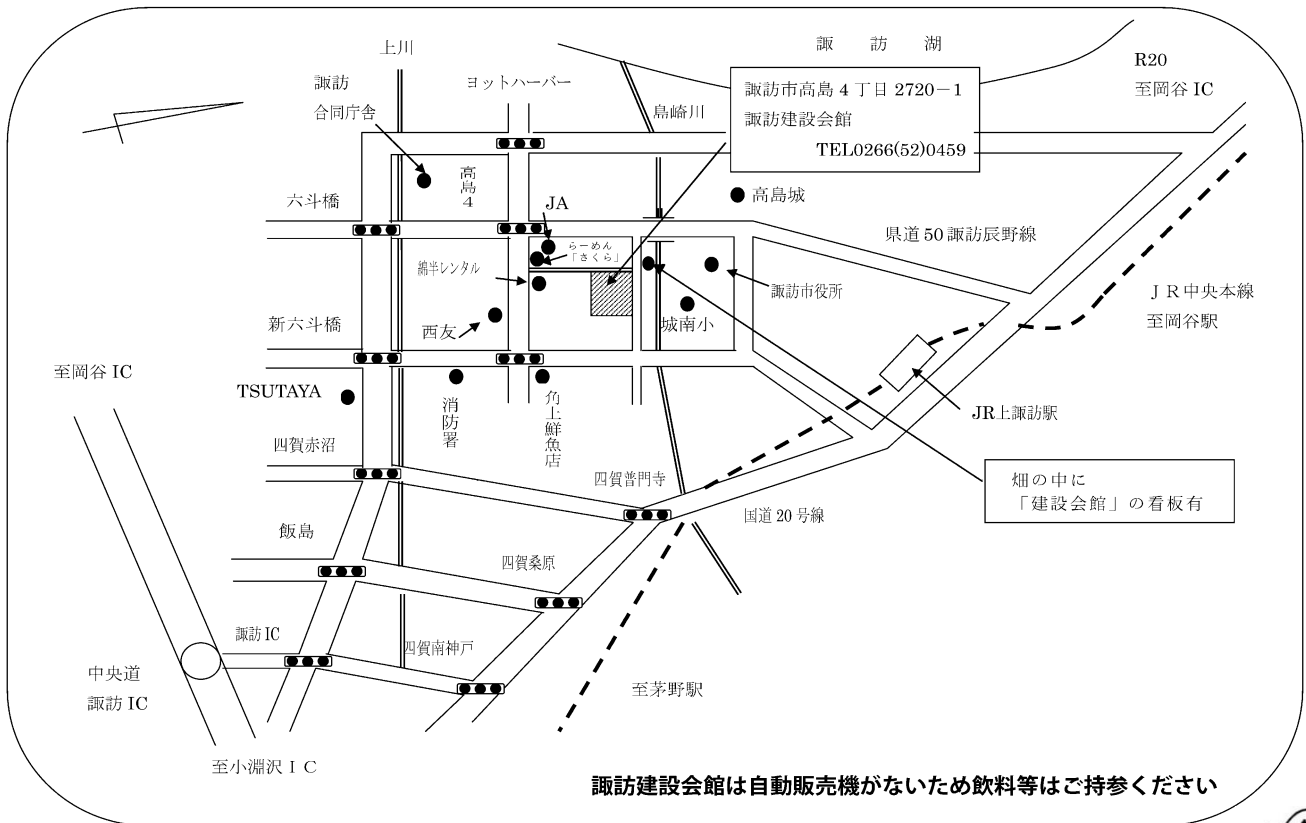 上川
諏訪湖
R20
至岡谷 IC
諏訪
合同庁舎
ヨットハーバー
島崎川
諏訪市高島 4 丁目 2720－1
諏訪建設会館
TEL0266(52)0459
六斗橋
高島4
JA
高島城
らーめん
「さくら」
県道 50 諏訪辰野線
綿半レンタル
諏訪市役所
ＪＲ中央本線
至岡谷駅
新六斗橋
西友
城南小
至岡谷 IC
TSUTAYA
消防署
角上鮮魚店
JR上諏訪駅
四賀赤沼
四賀普門寺
畑の中に
「建設会館」の看板有
国道 20 号線
飯島
四賀桑原
諏訪 IC
四賀南神戸
中央道
諏訪 IC
至茅野駅
至小淵沢ＩＣ
諏訪建設会館は自動販売機がないため飲料等はご持参ください